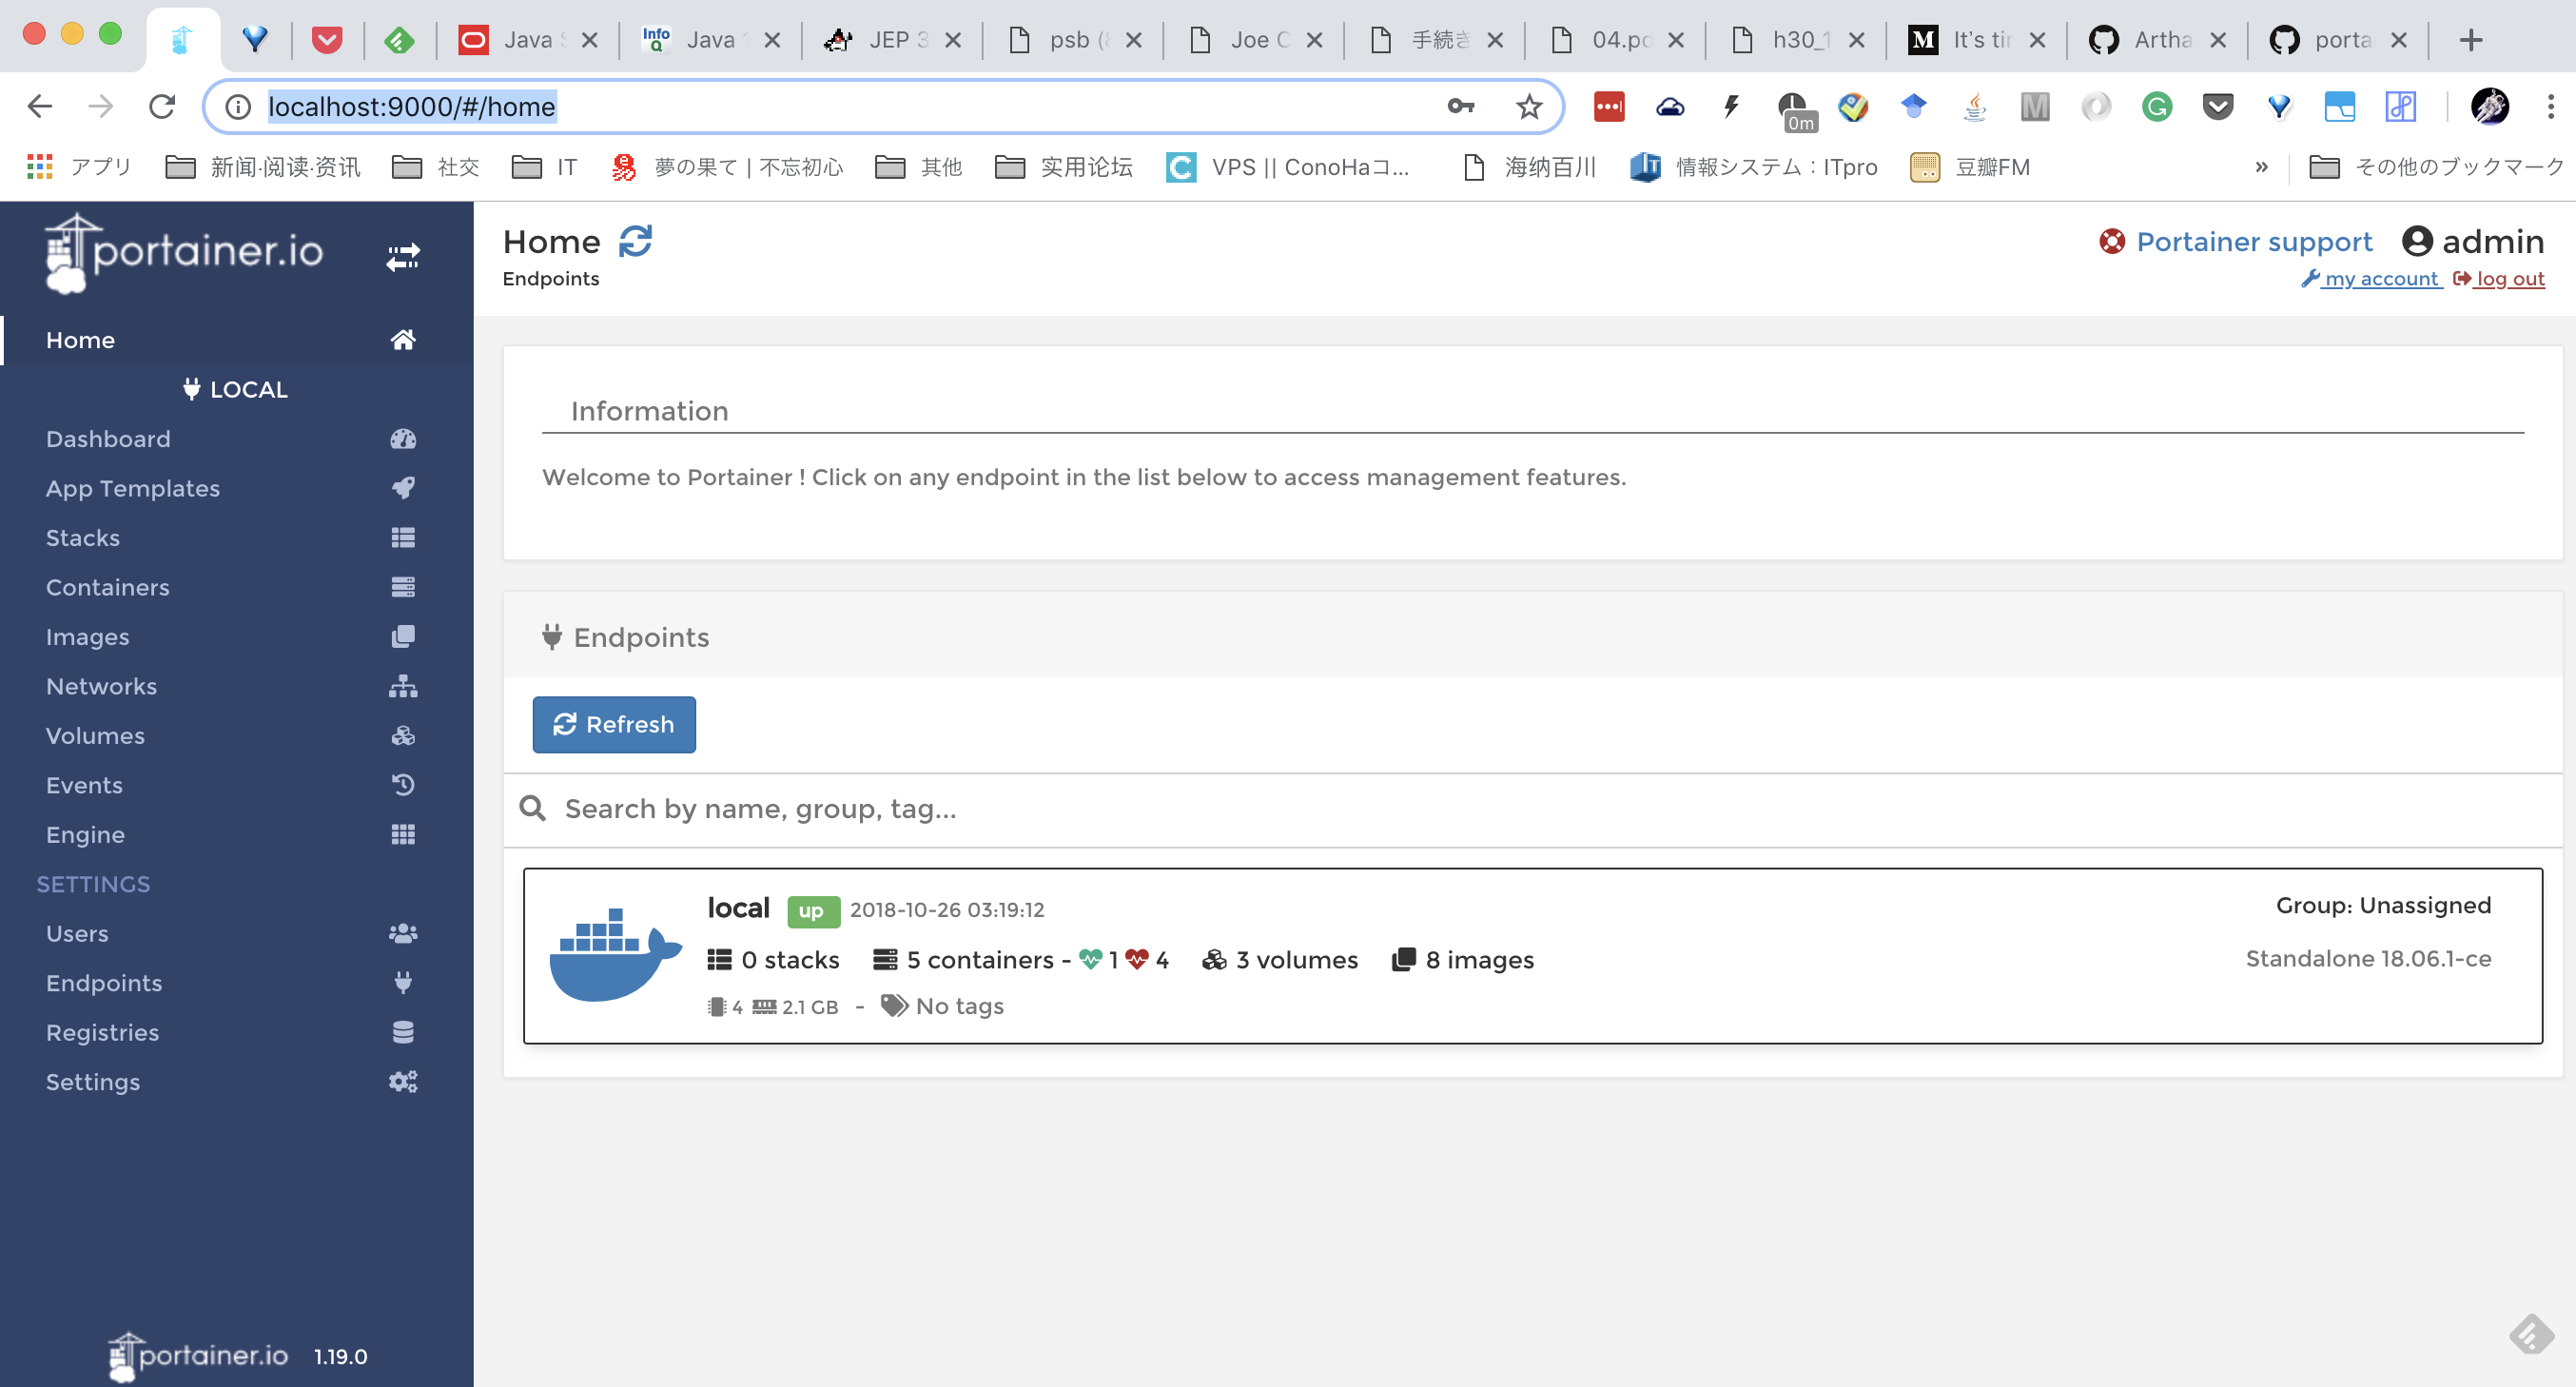 Java
Java 1
JEP 3
psb (8
Joe C
手続き
04.pd
h30_1
It's tir
Artha
porta
localhost:9000/#/home
0m
アプリ
新闻·阅读·资讯
社交
IT
夢の果て | 不忘初心
其他
实用论坛
VPS || ConoHaコ...
海纳百川
情報システム：ITpro
豆瓣FM
»
その他のブックマーク
portainer.io
Home
LOCAL
Dashboard
App Templates
Stacks
Containers
Images
Networks
Volumes
Events
Engine
SETTINGS
Users
Endpoints
Registries
Settings
portainer.io 1.19.0
Home
Endpoints
Portainer support admin
my account log out
Information
Welcome to Portainer ! Click on any endpoint in the list below to access management features.
Endpoints
Refresh
Search by name, group, tag...
local up 2018-10-26 03:19:12
Group: Unassigned
0 stacks 5 containers - 1 4 3 volumes 8 images
Standalone 18.06.1-ce
4 2.1 GB - No tags